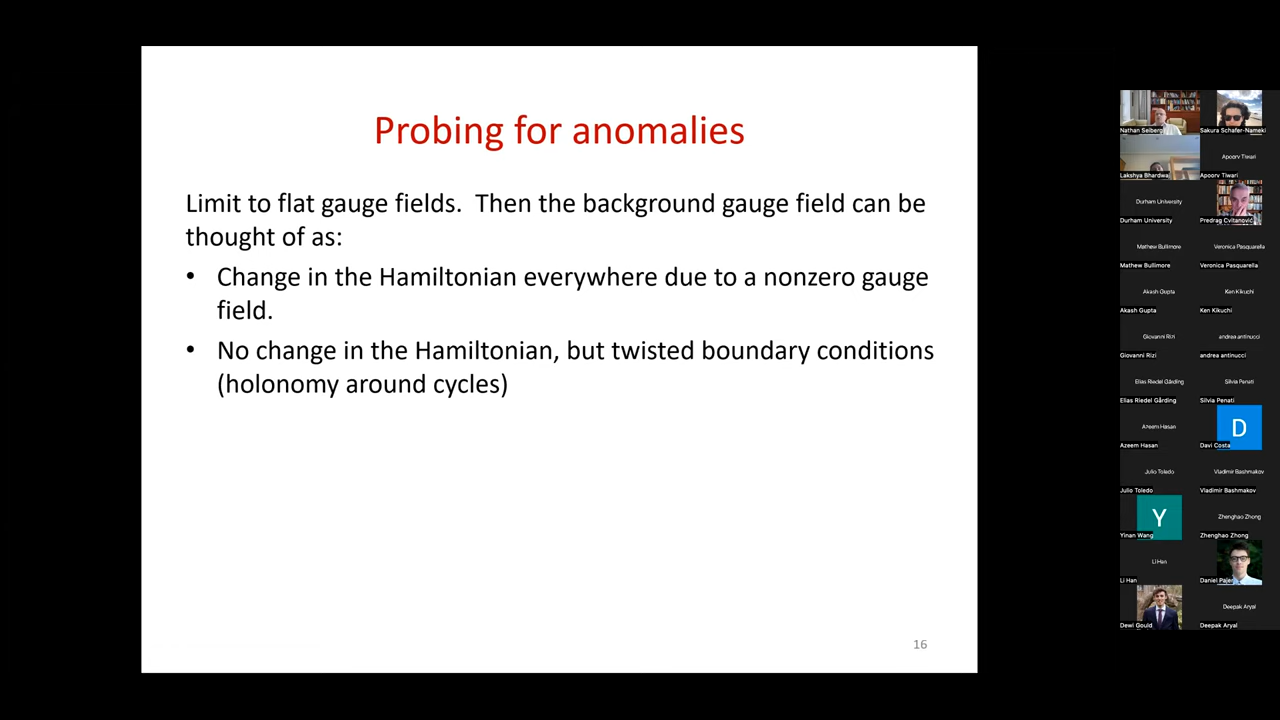 Probing for anomalies
Limit to flat gauge fields.  Then the background gauge field can be
thought of as:
• Change in the Hamiltonian everywhere due to a nonzero gauge
field.
• No change in the Hamiltonian, but twisted boundary conditions
(holonomy around cycles)
16
Nathan Seiberg
Sakura Schafer-Nameki
Lakshya Bhardwa
Apoorv Tiwari
Apoorv Tiwari
Durham University
Durham University
Predrag Cvitanović
Mathew Bullimore
Mathew Bullimore
Veronica Pasquarella
Veronica Pasquarella
Akash Gupta
Akash Gupta
Ken Kikuchi
Ken Kikuchi
Giovanni Rizi
Giovanni Rizi
andrea antinucci
andrea antinucci
Elias Riedel Gårding
Elias Riedel Gårding
Silvia Penati
Silvia Penati
Azeem Hasan
Azeem Hasan
D
Davi Costa
Julio Toledo
Julio Toledo
Vladimir Bashmakov
Vladimir Bashmakov
Y
Yinan Wang
Zhenghao Zhong
Zhenghao Zhong
Li Han
Li Han
Daniel Pajer
Dewi Gould
Deepak Aryal
Deepak Aryal